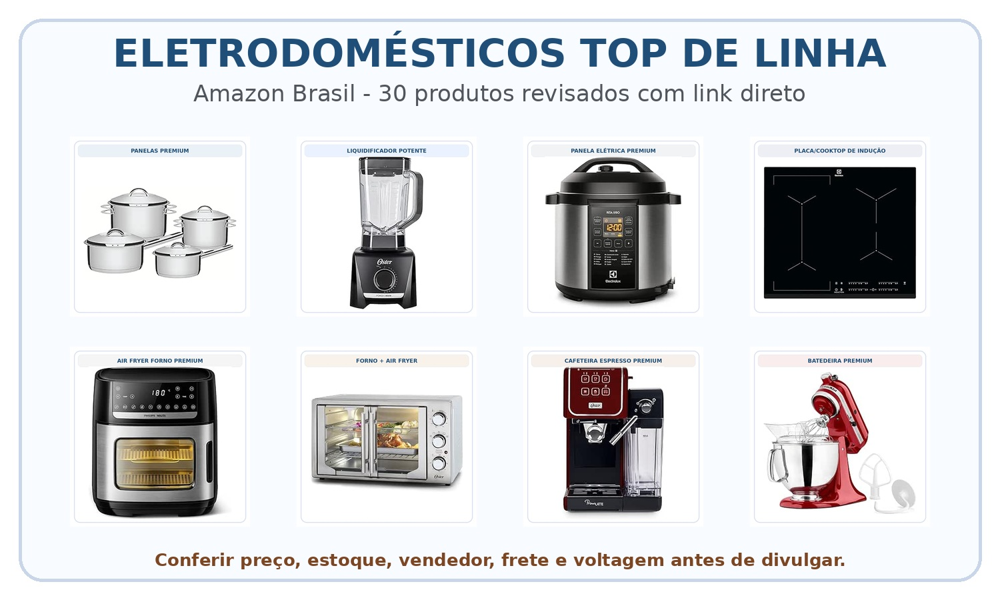 ELETRODOMÉSTICOS TOP DE LINHA
Amazon Brasil - 30 produtos revisados com link direto
PANELAS PREMIUM
LIQUIDIFICADOR POTENTE
Oster
PANELA ELÉTRICA PREMIUM
12:00
Electrolux
PLACA/COOKTOP DE INDUÇÃO
Electrolux
AIR FRYER FORNO PREMIUM
180
PHILIPS WALITA
FORNO + AIR FRYER
Oster
CAFETEIRA ESPRESSO PREMIUM
Oster
PrimaLATTE
BATEDEIRA PREMIUM
KitchenAid
Conferir preço, estoque, vendedor, frete e voltagem antes de divulgar.